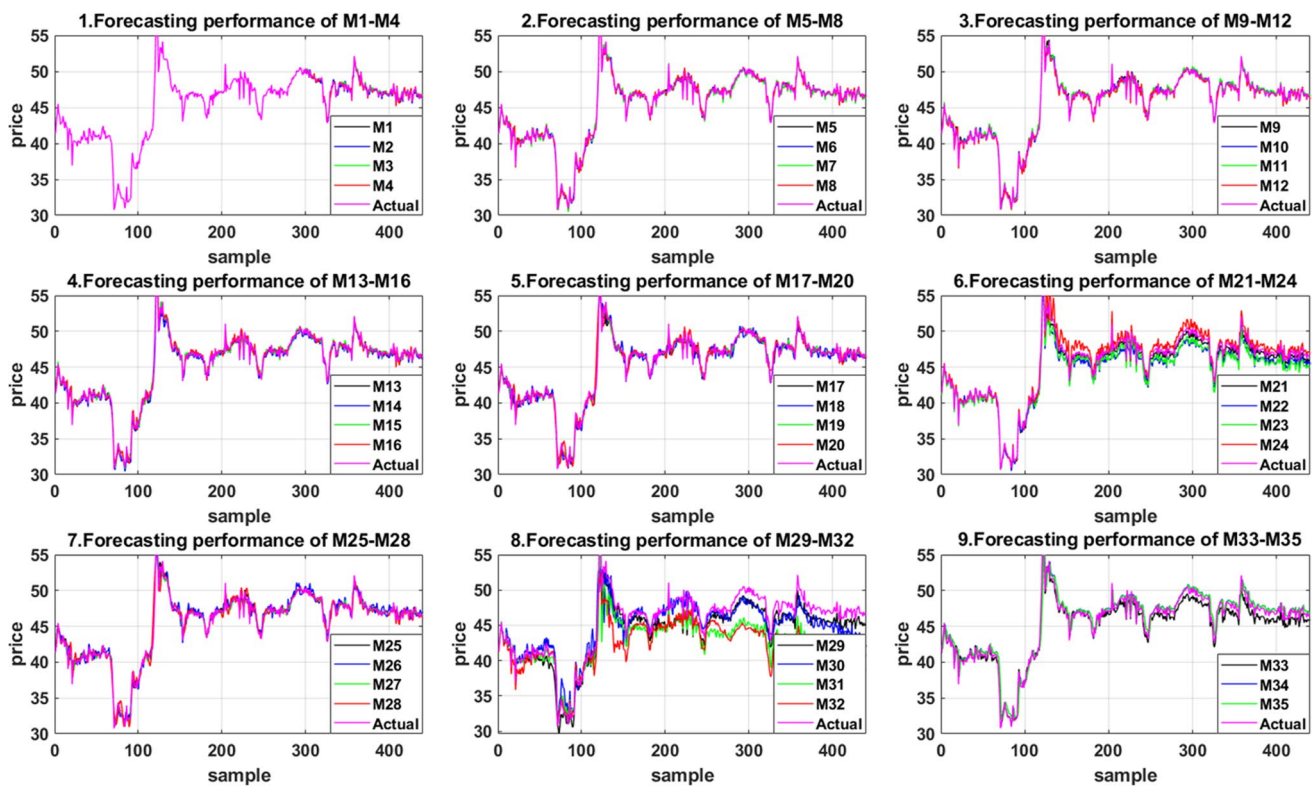 1.Forecasting performance of M1-M4
55
50
45
40
35
30
price
0 100 200 300 400
sample
M1
M2
M3
M4
Actual
2.Forecasting performance of M5-M8
55
50
45
40
35
30
price
0 100 200 300 400
sample
M5
M6
M7
M8
Actual
3.Forecasting performance of M9-M12
55
50
45
40
35
30
price
0 100 200 300 400
sample
M9
M10
M11
M12
Actual
4.Forecasting performance of M13-M16
55
50
45
40
35
30
price
0 100 200 300 400
sample
M13
M14
M15
M16
Actual
5.Forecasting performance of M17-M20
55
50
45
40
35
30
price
0 100 200 300 400
sample
M17
M18
M19
M20
Actual
6.Forecasting performance of M21-M24
55
50
45
40
35
30
price
0 100 200 300 400
sample
M21
M22
M23
M24
Actual
7.Forecasting performance of M25-M28
55
50
45
40
35
30
price
0 100 200 300 400
sample
M25
M26
M27
M28
Actual
8.Forecasting performance of M29-M32
55
50
45
40
35
30
price
0 100 200 300 400
sample
M29
M30
M31
M32
Actual
9.Forecasting performance of M33-M35
55
50
45
40
35
30
price
0 100 200 300 400
sample
M33
M34
M35
Actual